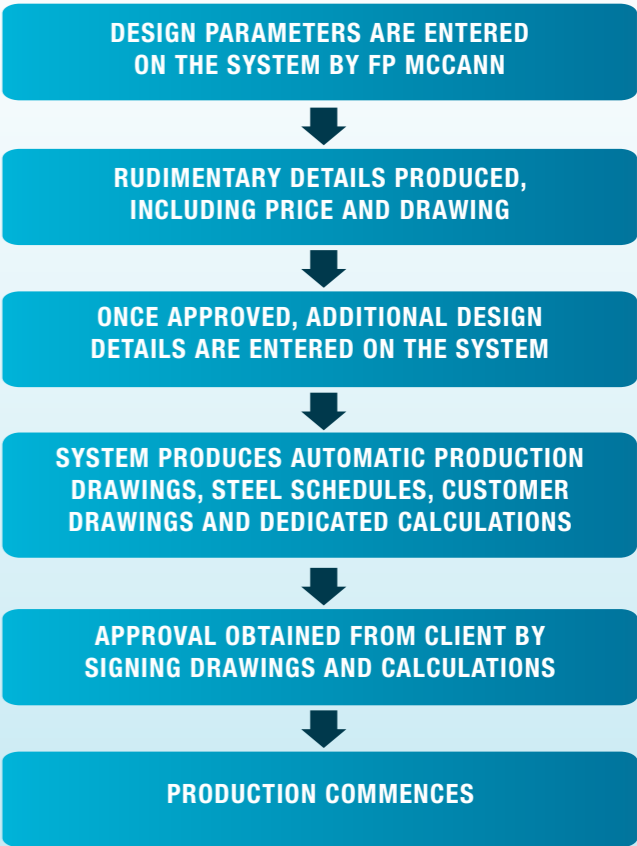 DESIGN PARAMETERS ARE ENTERED
ON THE SYSTEM BY FP MCCANN
RUDIMENTARY DETAILS PRODUCED,
INCLUDING PRICE AND DRAWING
ONCE APPROVED, ADDITIONAL DESIGN
DETAILS ARE ENTERED ON THE SYSTEM
SYSTEM PRODUCES AUTOMATIC PRODUCTION
DRAWINGS, STEEL SCHEDULES, CUSTOMER
DRAWINGS AND DEDICATED CALCULATIONS
APPROVAL OBTAINED FROM CLIENT BY
SIGNING DRAWINGS AND CALCULATIONS
PRODUCTION COMMENCES